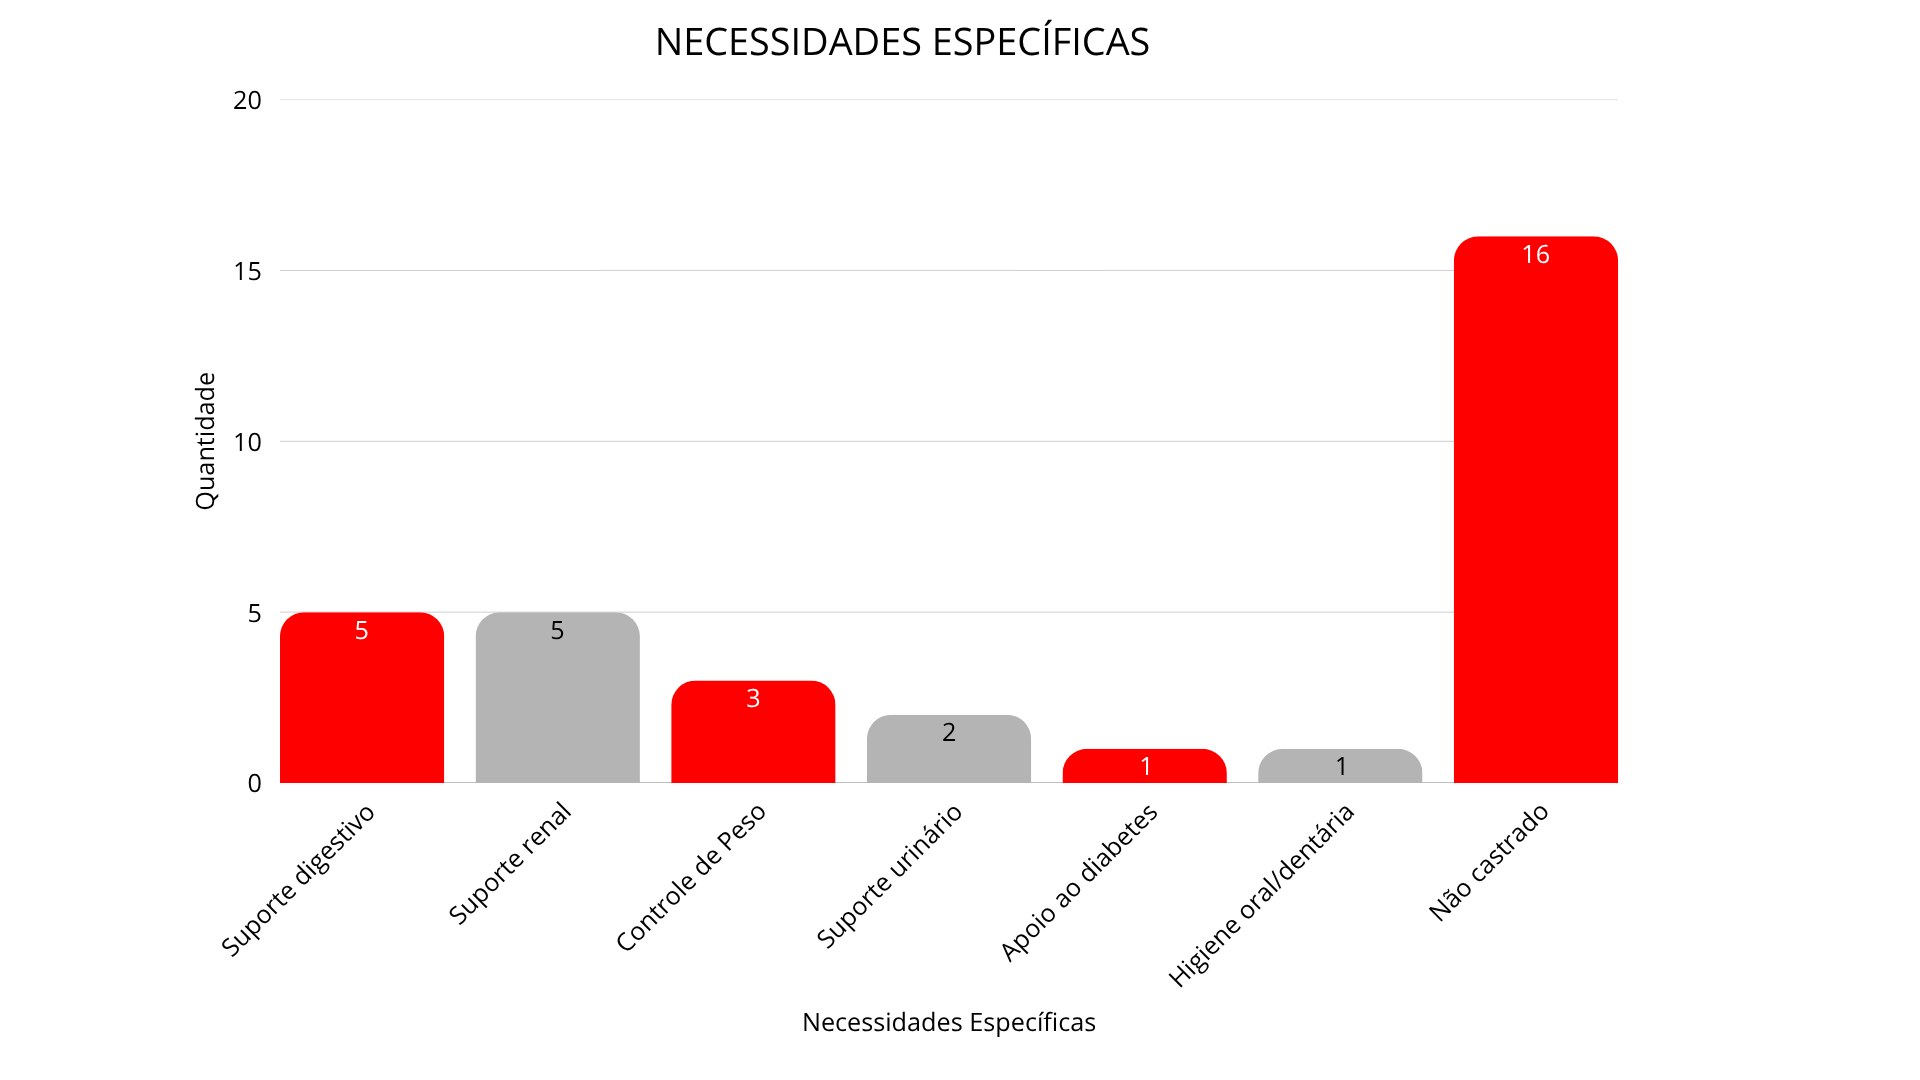 NECESSIDADES ESPECÍFICAS
20
15
10
5
0
Quantidade
5
5
3
2
1
1
16
Suporte digestivo
Suporte renal
Controle de Peso
Suporte urinário
Apoio ao diabetes
Higiene oral/dentária
Não castrado
Necessidades Específicas